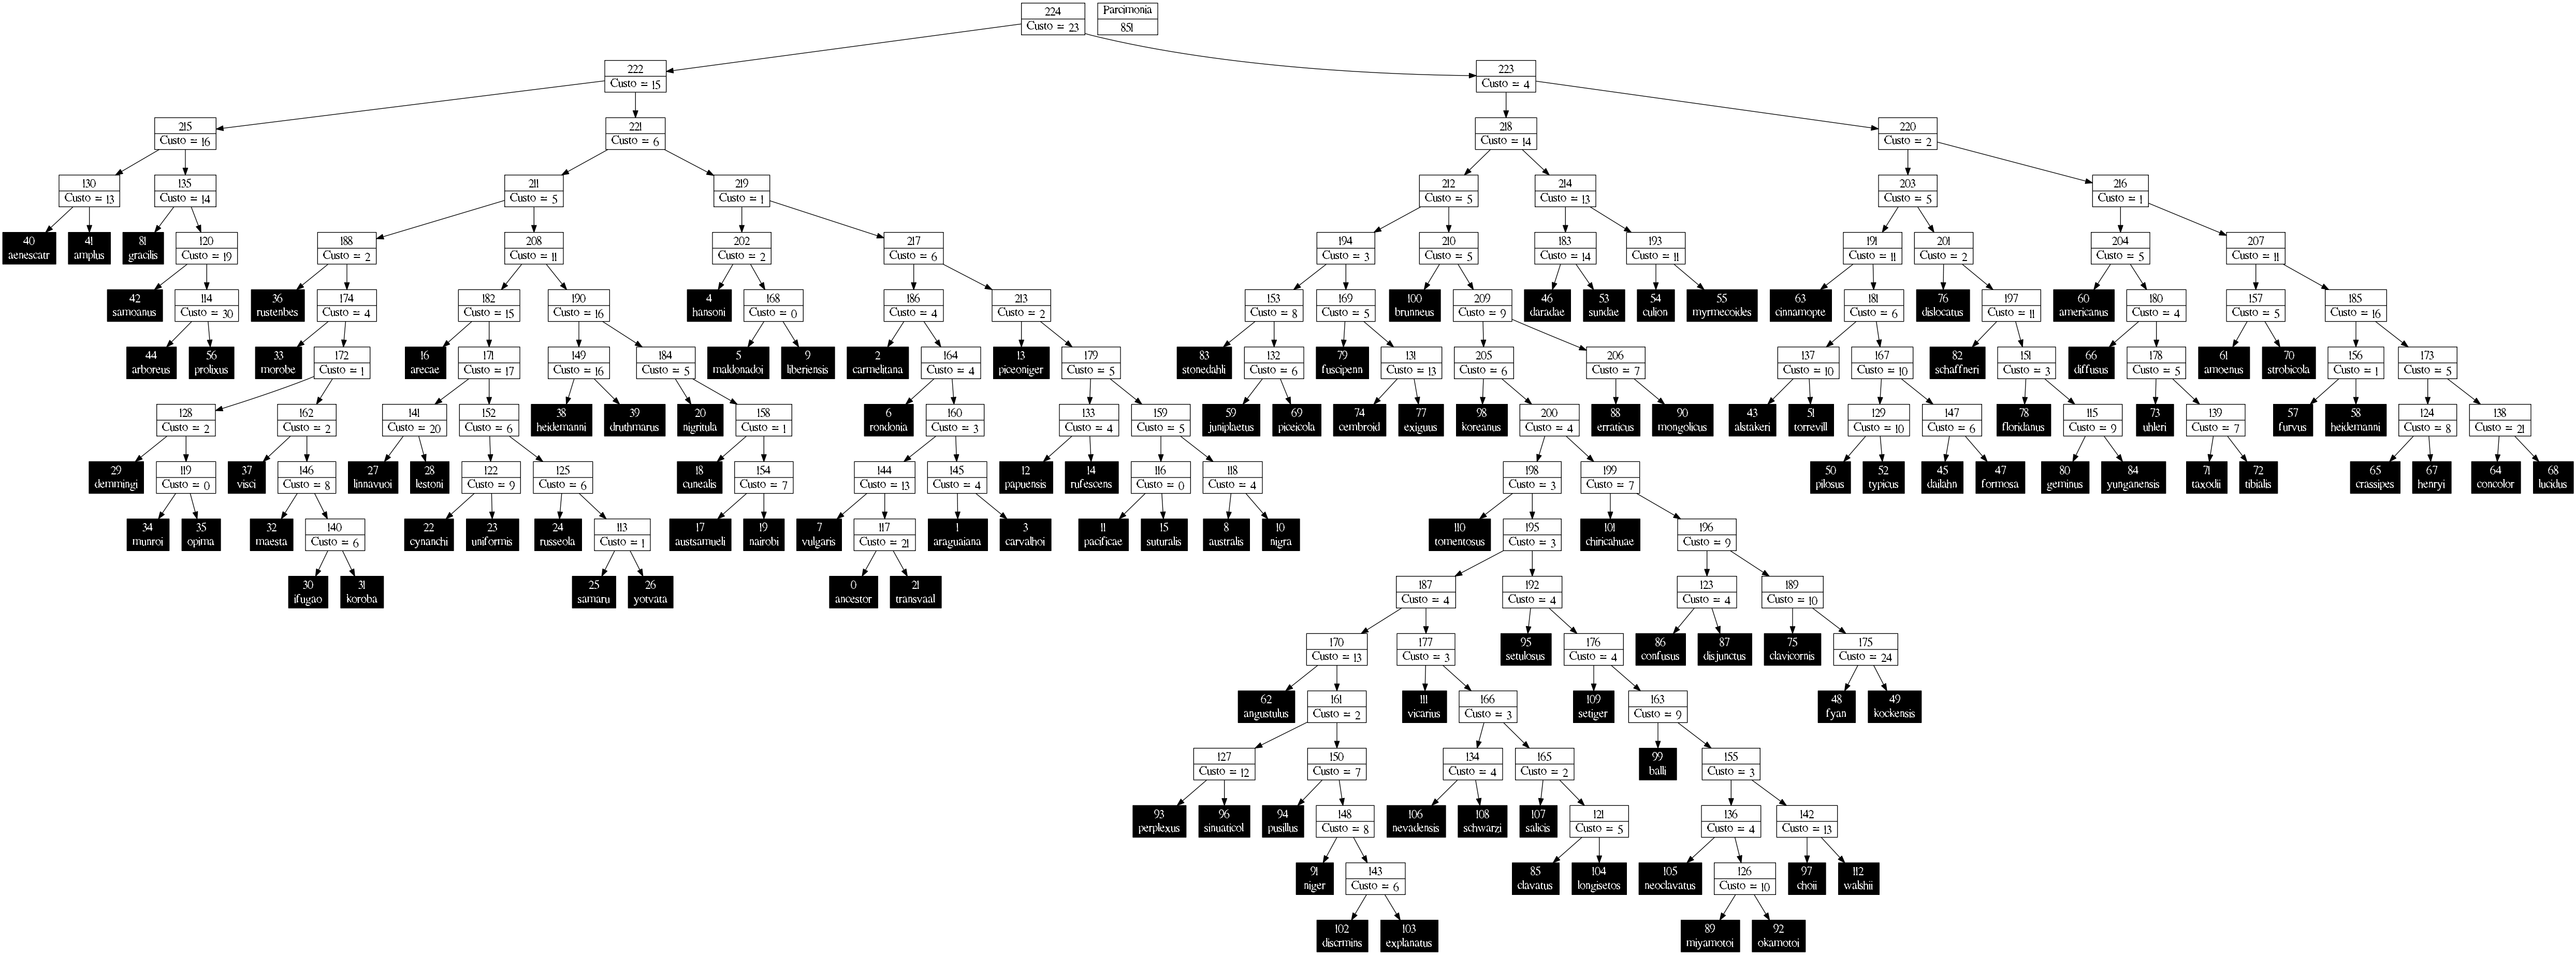 224
Custo = 23
Parcimonia
851
222
Custo = 15
223
Custo = 4
215
Custo = 16
221
Custo = 6
218
Custo = 14
220
Custo = 2
130
Custo = 13
135
Custo = 14
211
Custo = 5
219
Custo = 1
212
Custo = 5
214
Custo = 13
203
Custo = 5
216
Custo = 1
40
aenescatr
41
amplus
81
gracilis
120
Custo = 19
188
Custo = 2
208
Custo = 11
202
Custo = 2
217
Custo = 6
194
Custo = 3
210
Custo = 5
183
Custo = 14
193
Custo = 11
191
Custo = 11
201
Custo = 2
204
Custo = 5
207
Custo = 11
42
samoanus
114
Custo = 30
36
rustenbes
174
Custo = 4
182
Custo = 15
190
Custo = 16
4
hansoni
168
Custo = 0
186
Custo = 4
213
Custo = 2
153
Custo = 8
169
Custo = 5
100
brunneus
209
Custo = 9
46
daradae
53
sundae
54
culion
55
myrmecoides
63
cinnamopte
181
Custo = 6
76
dislocatus
197
Custo = 11
60
americanus
180
Custo = 4
157
Custo = 5
185
Custo = 16
44
arboreus
56
prolixus
33
morobe
172
Custo = 1
16
arecae
171
Custo = 17
149
Custo = 16
184
Custo = 5
5
maldonadoi
9
liberiensis
2
carmelitana
164
Custo = 4
13
piceoniger
179
Custo = 5
83
stonedahli
132
Custo = 6
79
fuscipenn
131
Custo = 13
205
Custo = 6
206
Custo = 7
137
Custo = 10
167
Custo = 10
82
schaffneri
151
Custo = 3
66
diffusus
178
Custo = 5
61
amoenus
70
strobicola
156
Custo = 1
173
Custo = 5
128
Custo = 2
162
Custo = 2
141
Custo = 20
152
Custo = 6
38
heidemanni
39
druthmarus
20
nigritula
158
Custo = 1
6
rondonia
160
Custo = 3
133
Custo = 4
159
Custo = 5
59
juniplaetus
69
piceicola
74
cembroid
77
exiguus
98
koreanus
200
Custo = 4
88
erraticus
90
mongolicus
43
alstakeri
51
torrevill
129
Custo = 10
147
Custo = 6
78
floridanus
115
Custo = 9
73
uhleri
139
Custo = 7
57
furvus
58
heidemanni
124
Custo = 8
138
Custo = 21
29
demmingi
119
Custo = 0
37
visci
146
Custo = 8
27
linnavuoi
28
lestoni
122
Custo = 9
125
Custo = 6
18
cunealis
154
Custo = 7
144
Custo = 13
145
Custo = 4
12
papuensis
14
rufescens
116
Custo = 0
118
Custo = 4
198
Custo = 3
199
Custo = 7
50
pilosus
52
typicus
45
dailahn
47
formosa
80
geminus
84
yunganensis
71
taxodii
72
tibialis
65
crassipes
67
henryi
64
concolor
68
lucidus
34
munroi
35
opima
32
maesta
140
Custo = 6
22
cynanchi
23
uniformis
24
russeola
113
Custo = 1
17
austsamueli
19
nairobi
7
vulgaris
117
Custo = 21
1
araguaiana
3
carvalhoi
11
pacificae
15
suturalis
8
australis
10
nigra
110
tomentosus
195
Custo = 3
101
chiricahuae
196
Custo = 9
30
ifugao
31
koroba
25
samaru
26
yotvata
0
ancestor
21
transvaal
187
Custo = 4
192
Custo = 4
123
Custo = 4
189
Custo = 10
170
Custo = 13
177
Custo = 3
95
setulosus
176
Custo = 4
86
confusus
87
disjunctus
75
clavicornis
175
Custo = 24
62
angustulus
161
Custo = 2
111
vicarius
166
Custo = 3
109
setiger
163
Custo = 9
48
fyan
49
kockensis
127
Custo = 12
150
Custo = 7
134
Custo = 4
165
Custo = 2
99
balli
155
Custo = 3
93
perplexus
96
sinuaticol
94
pusillus
148
Custo = 8
106
nevadensis
108
schwarzi
107
salicis
121
Custo = 5
136
Custo = 4
142
Custo = 13
91
niger
143
Custo = 6
85
clavatus
104
longisetos
105
neoclavatus
126
Custo = 10
97
choii
112
walshii
102
discrmins
103
explanatus
89
miyamotoi
92
okamotoi